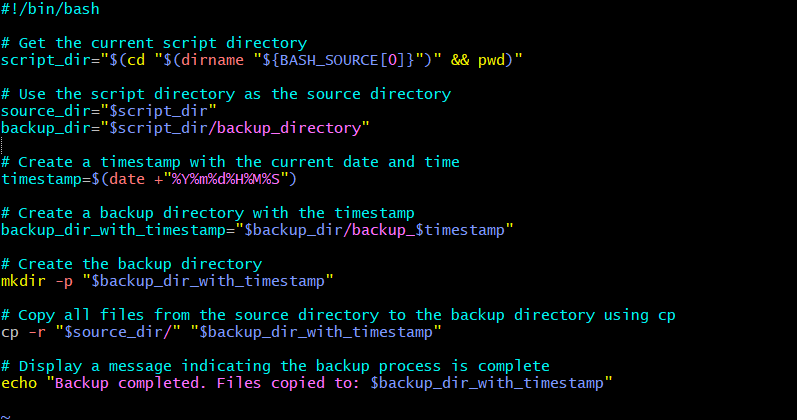 #!/bin/bash
# Get the current script directory
script_dir="$(cd "$(dirname "${BASH_SOURCE[0]}")" && pwd)"
# Use the script directory as the source directory
source_dir="$script_dir"
backup_dir="$script_dir/backup_directory"
# Create a timestamp with the current date and time
timestamp=$(date +"%Y%m%d%H%M%S")
# Create a backup directory with the timestamp
backup_dir_with_timestamp="$backup_dir/backup_$timestamp"
# Create the backup directory
mkdir -p "$backup_dir_with_timestamp"
# Copy all files from the source directory to the backup directory using cp
cp -r "$source_dir/" "$backup_dir_with_timestamp"
# Display a message indicating the backup process is complete
echo "Backup completed. Files copied to: $backup_dir_with_timestamp"
~